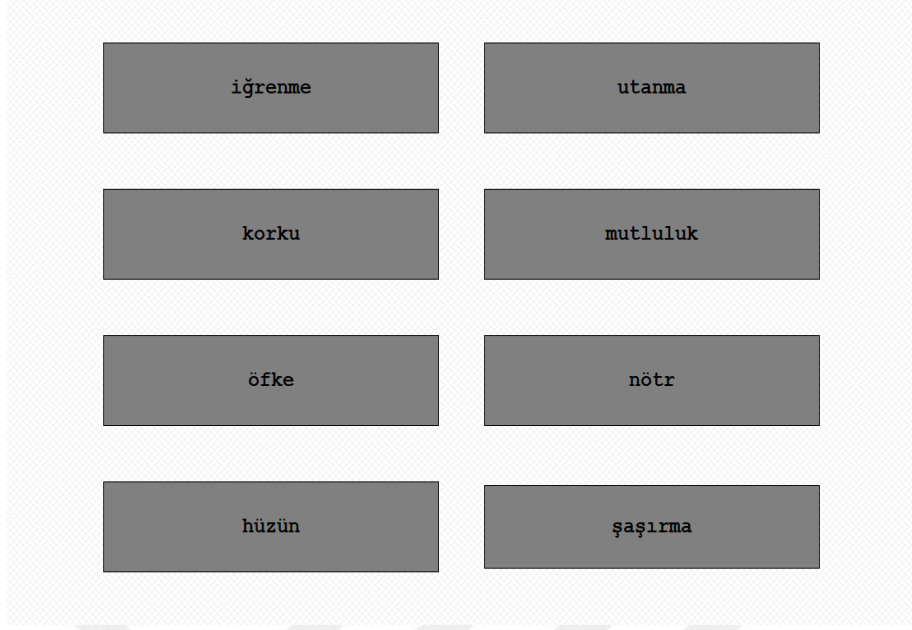 iğrenme
utanma
korku
mutluluk
öfke
nötr
hüzün
şaşırma